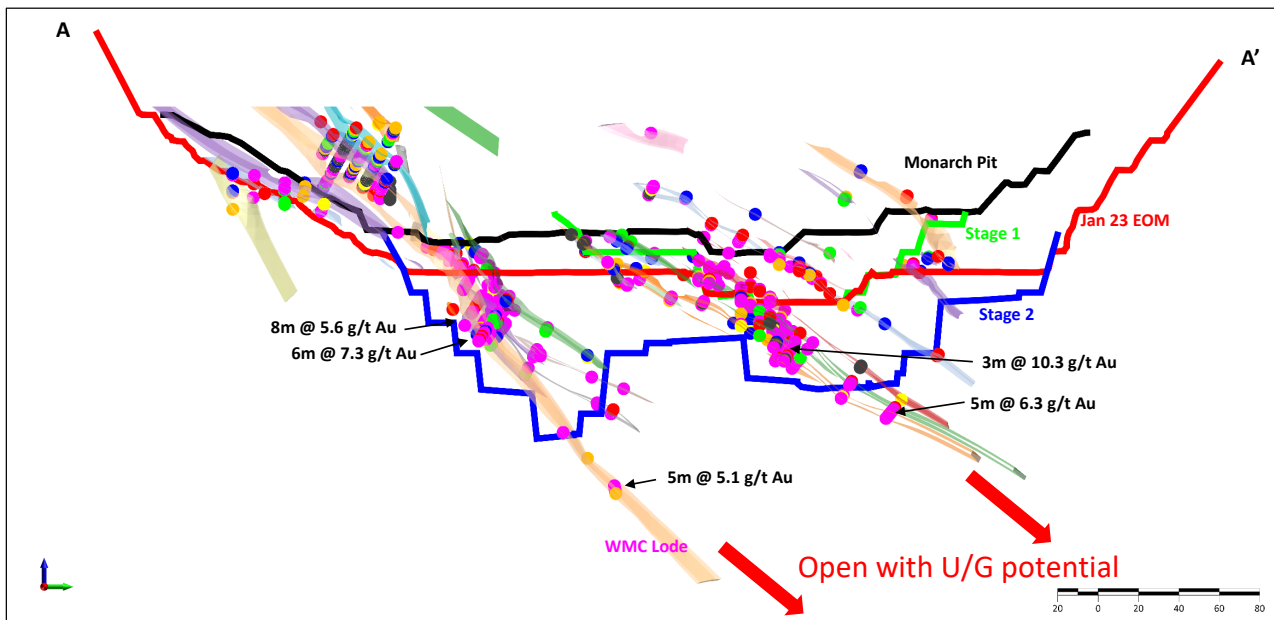 A
A’
Monarch Pit
Jan 23 EOM
Stage 1
Stage 2
8m @ 5.6 g/t Au
6m @ 7.3 g/t Au
3m @ 10.3 g/t Au
5m @ 6.3 g/t Au
5m @ 5.1 g/t Au
WMC Lode
Open with U/G potential
20 0 20 40 60 80